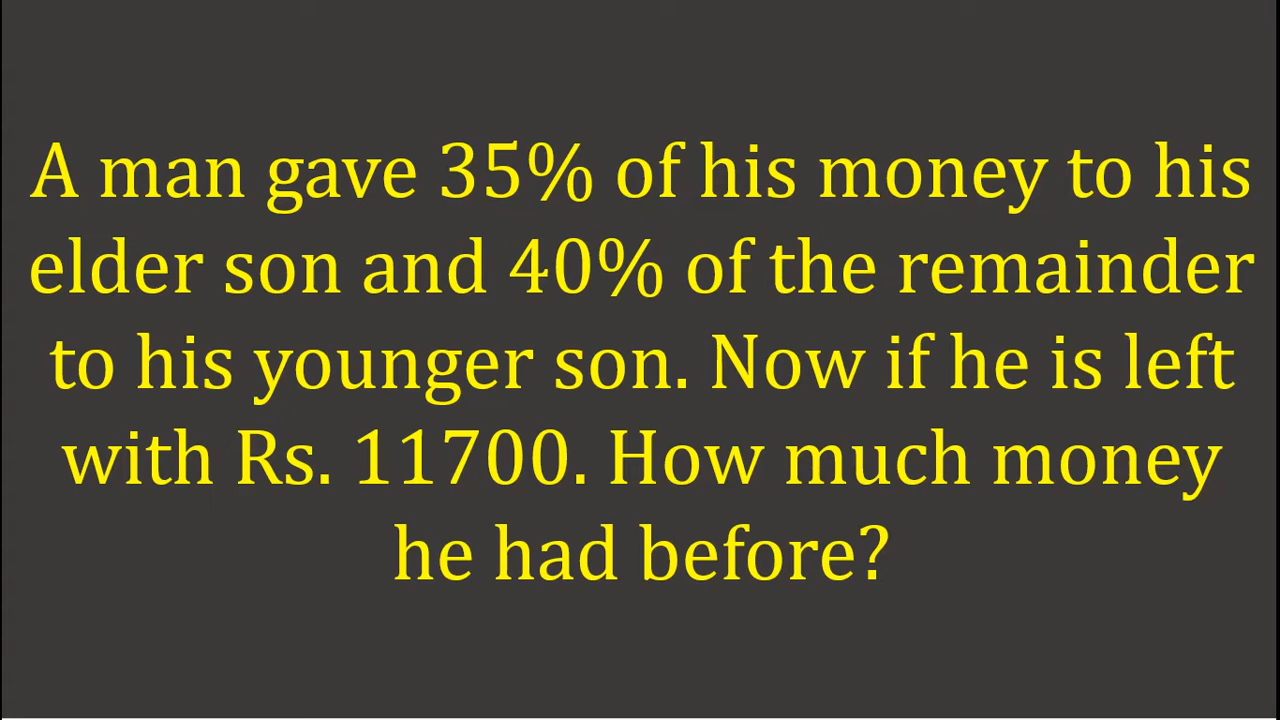 A man gave 35% of his money to his
elder son and 40% of the remainder
to his younger son. Now if he is left
with Rs. 11700. How much money
he had before?